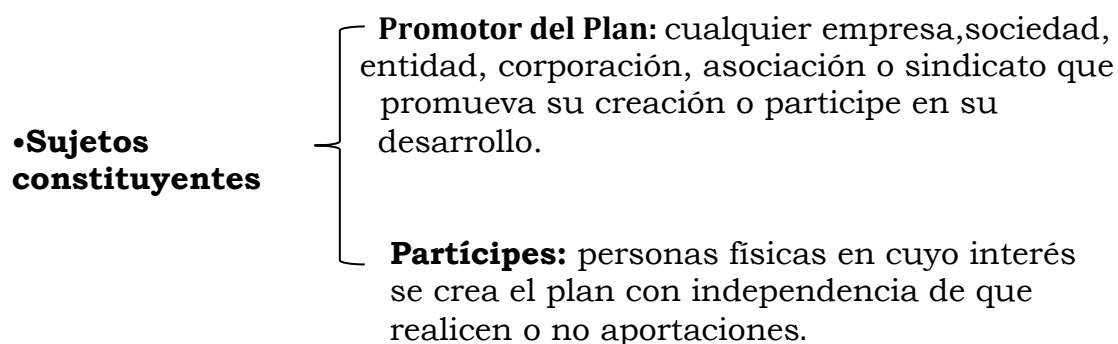 Promotor del Plan: cualquier empresa,sociedad,
entidad, corporación, asociación o sindicato que
promueva su creación o participe en su
desarrollo.
•Sujetos
constituyentes
Partícipes: personas físicas en cuyo interés
se crea el plan con independencia de que
realicen o no aportaciones.